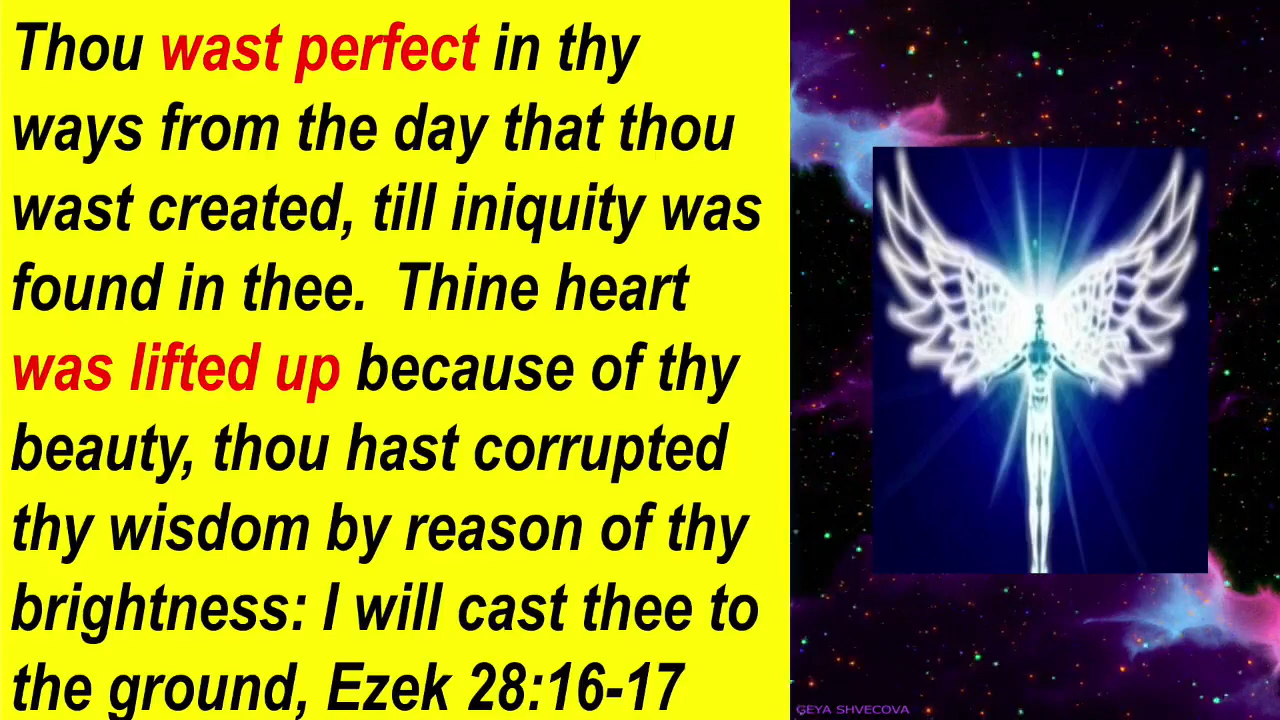 Thou wast perfect in thy
ways from the day that thou
wast created, till iniquity was
found in thee. Thine heart
was lifted up because of thy
beauty, thou hast corrupted
thy wisdom by reason of thy
brightness: I will cast thee to
the ground, Ezek 28:16-17
GEYA SHVECOVA